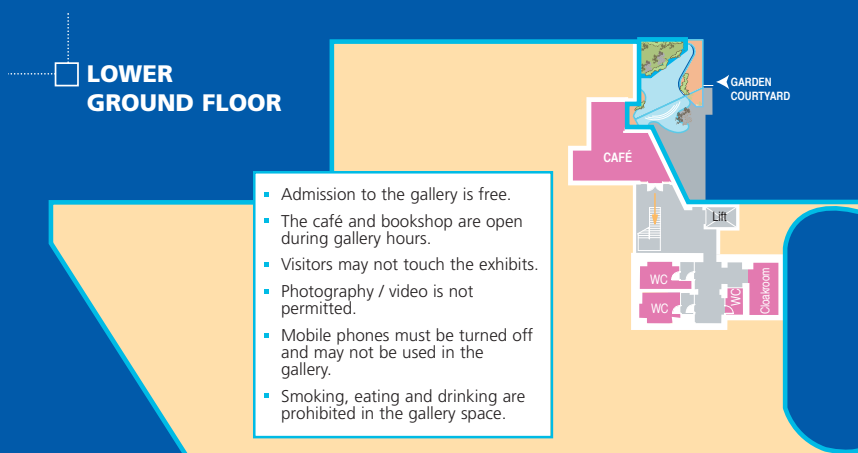 LOWER
GROUND FLOOR
GARDEN
COURTYARD
CAFÉ
Lift
WC
WC
WC
Cloakroom
Admission to the gallery is free.
The café and bookshop are open
during gallery hours.
Visitors may not touch the exhibits.
Photography / video is not
permitted.
Mobile phones must be turned off
and may not be used in the
gallery.
Smoking, eating and drinking are
prohibited in the gallery space.